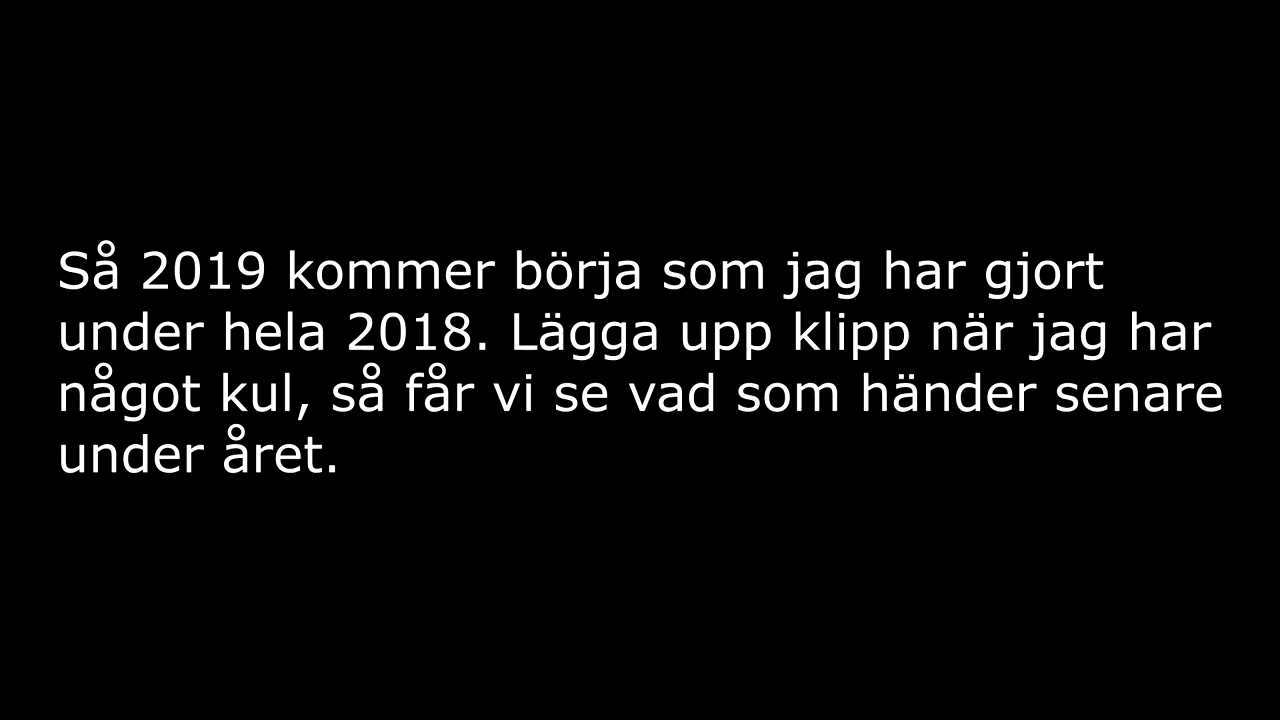 Så 2019 kommer börja som jag har gjort
under hela 2018. Lägga upp klipp när jag har
något kul, så får vi se vad som händer senare
under året.